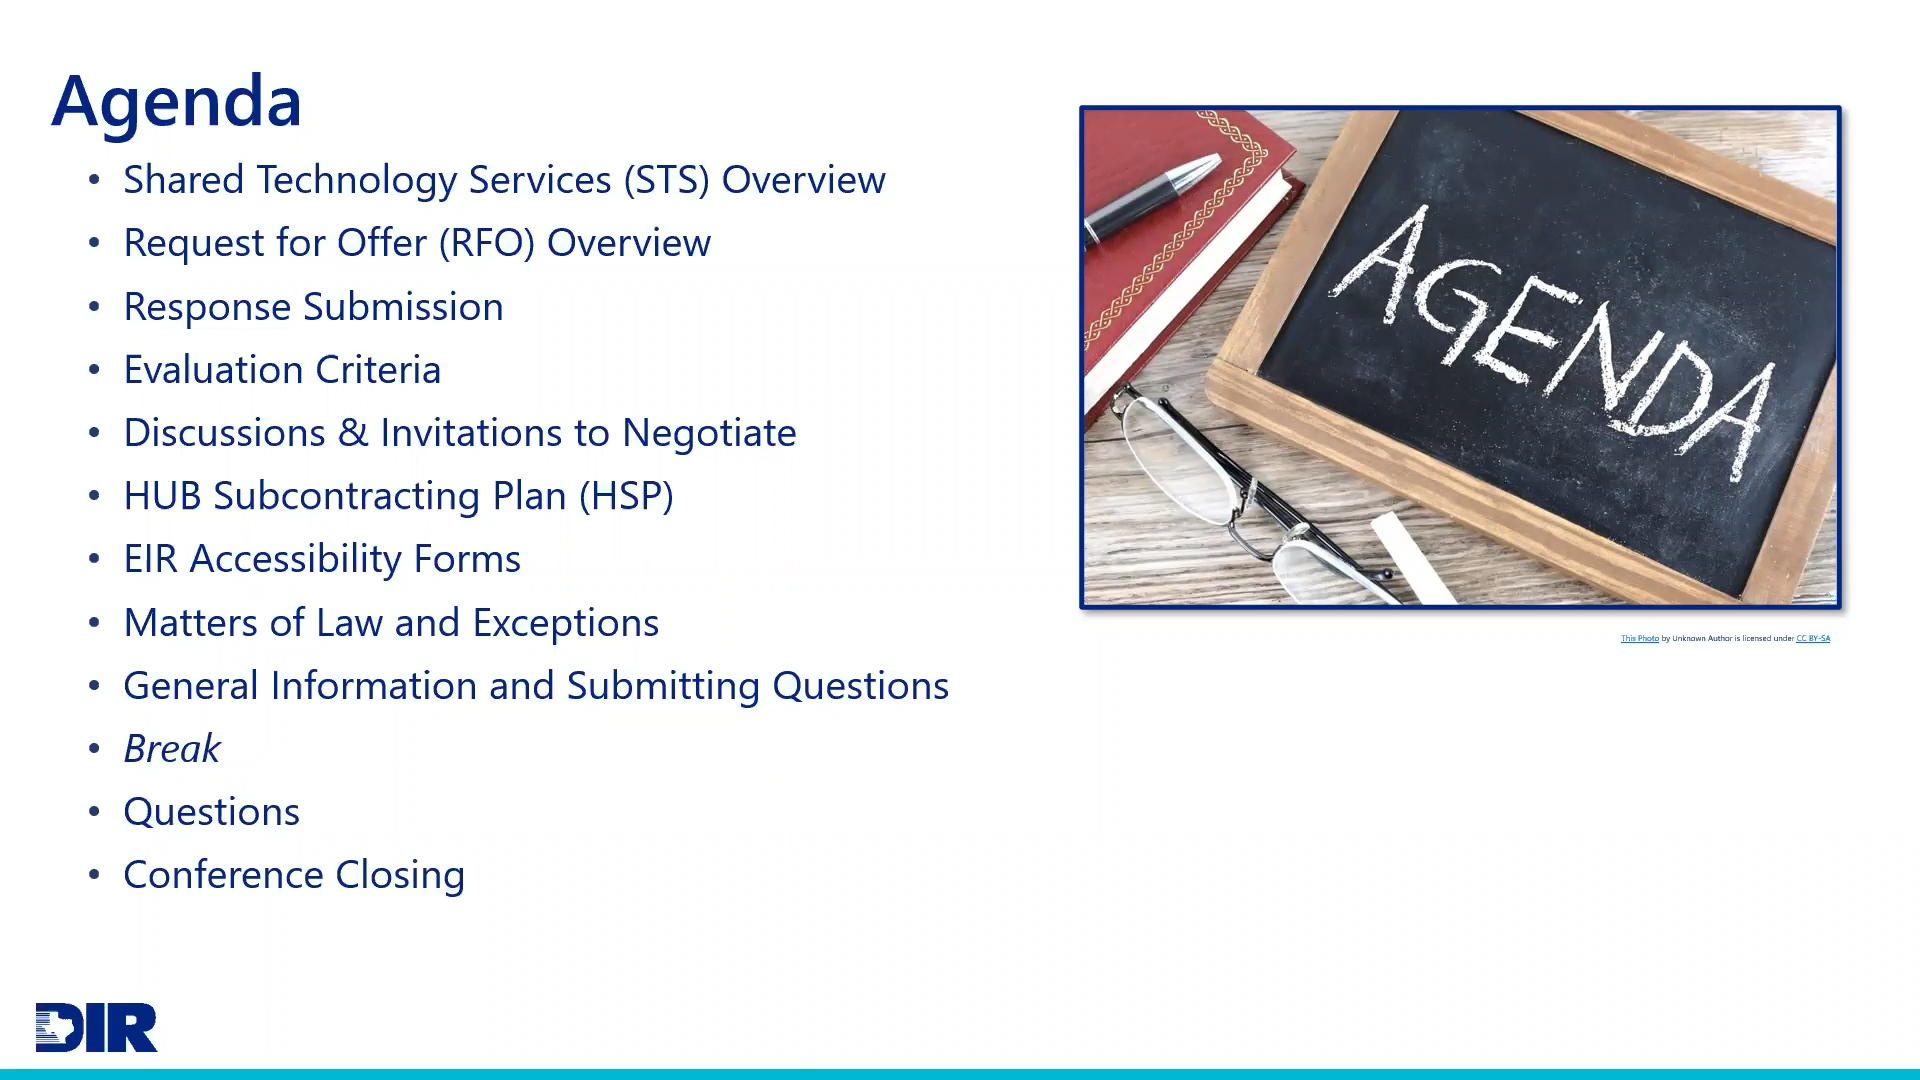 Agenda
• Shared Technology Services (STS) Overview
• Request for Offer (RFO) Overview
• Response Submission
• Evaluation Criteria
• Discussions & Invitations to Negotiate
• HUB Subcontracting Plan (HSP)
• EIR Accessibility Forms
• Matters of Law and Exceptions
• General Information and Submitting Questions
• Break
• Questions
• Conference Closing
AGENDA
This Photo by Unknown Author is licensed under CC BY-SA
DIR